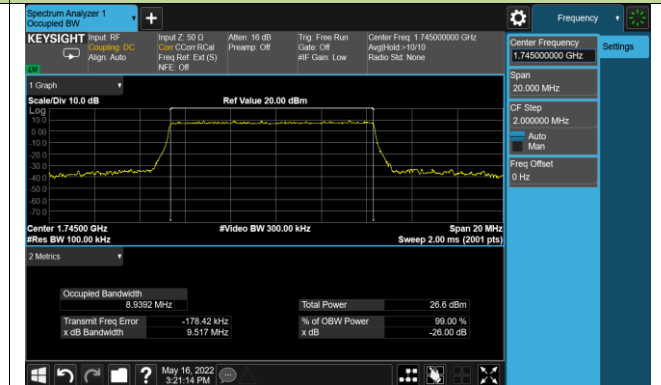 Spectrum Analyzer 1
Occupied BW
+
Frequency
KEYSIGHT
Input: RF
Coupling: DC
Align: Auto
Input Z: 50 Ω
Corr CCorr RCal
Freq Ref: Ext (S)
NFE: Off
Atten: 16 dB
Preamp: Off
Trig: Free Run
Gate: Off
#IF Gain: Low
Center Freq: 1.745000000 GHz
Avg|Hold:>10/10
Radio Std: None
Center Frequency
1.745000000 GHz
Settings
Span
20.000 MHz
CF Step
2.000000 MHz
Auto
Man
Freq Offset
0 Hz
1 Graph
Scale/Div 10.0 dB
Ref Value 20.00 dBm
Log
10.0
0.00
-10.0
-20.0
-30.0
-40.0
-50.0
-60.0
-70.0
Center 1.74500 GHz
#Video BW 300.00 kHz
Span 20 MHz
#Res BW 100.00 kHz
Sweep 2.00 ms (2001 pts)
2 Metrics
Occupied Bandwidth
8.9392 MHz
Total Power 26.6 dBm
Transmit Freq Error -178.42 kHz
% of OBW Power 99.00 %
x dB Bandwidth 9.517 MHz
x dB -26.00 dB
?
May 16, 2022
3:21:14 PM